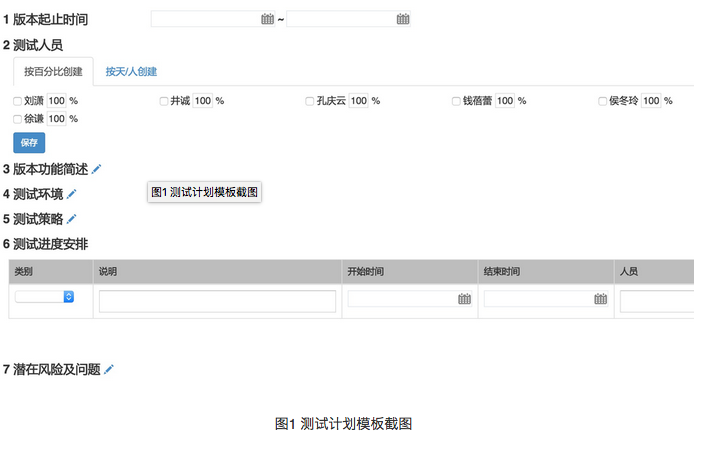 1 版本起止时间 ~
2 测试人员
按百分比创建 按天/人创建
刘潇 100 % 井诚 100 % 孔庆云 100 % 钱蓓蕾 100 % 侯冬玲 100 %
徐谦 100 %
保存
3 版本功能简述
4 测试环境
图1 测试计划模板截图
5 测试策略
6 测试进度安排
类别 说明 开始时间 结束时间 人员
7 潜在风险及问题
图1 测试计划模板截图